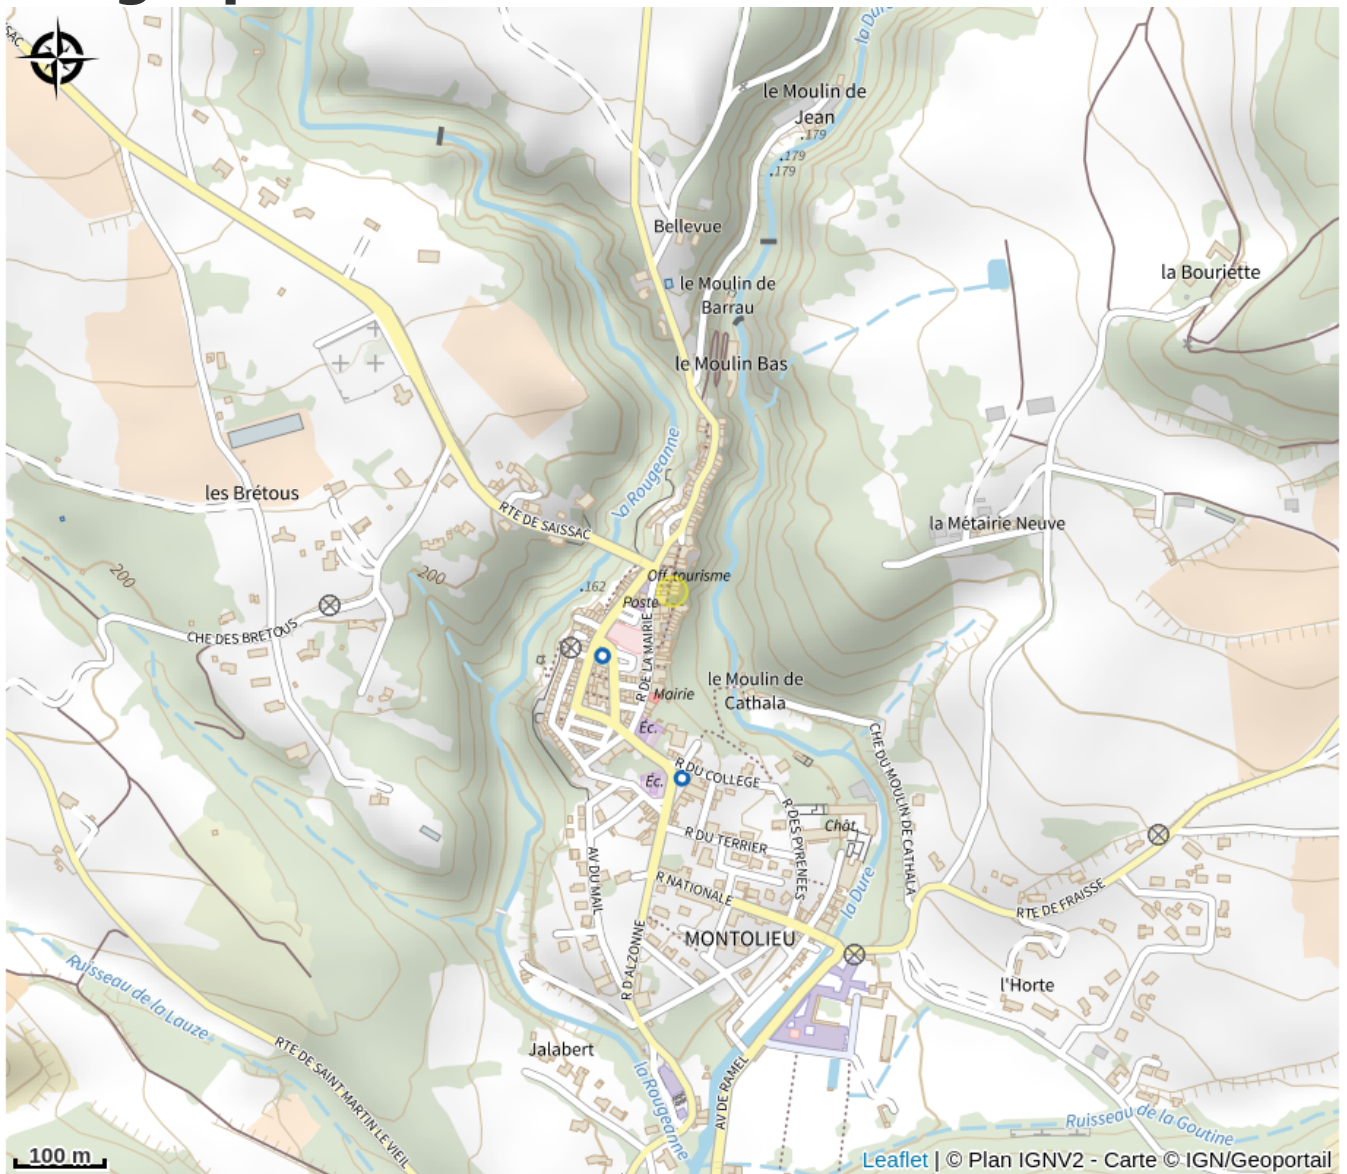 SAC
la Dure
le Moulin de
Jean
.179
.179
.179
Bellevue
la Bouriette
le Moulin de
Barrau
le Moulin Bas
la Rougeanne
les Brétous
RTE DE SAISSAC
la Métairie Neuve
200
200
.162
Off. tourisme
Poste
CHE DES BRETOUS
R DE LA MAIRIE
Mairie
le Moulin de
Cathala
Éc.
CHE DU MOULIN DE CATHALA
R DU COLLEGE
Éc.
R DES PYRENEES
Chât.
R DU TERRIER
AV DU MAIL
R NATIONALE
la Dure
RTE DE FRAISSE
MONTOLIEU
R D'ALZONNE
Ruisseau de la Lauze
l'Horte
Jalabert
RTE DE SAINT MARTIN LE VIEIL
la Rougeanne
AV DE RAMEL
Ruisseau de la Goutine
100 m
Leaflet | © Plan IGNV2 - Carte © IGN/Geoportail